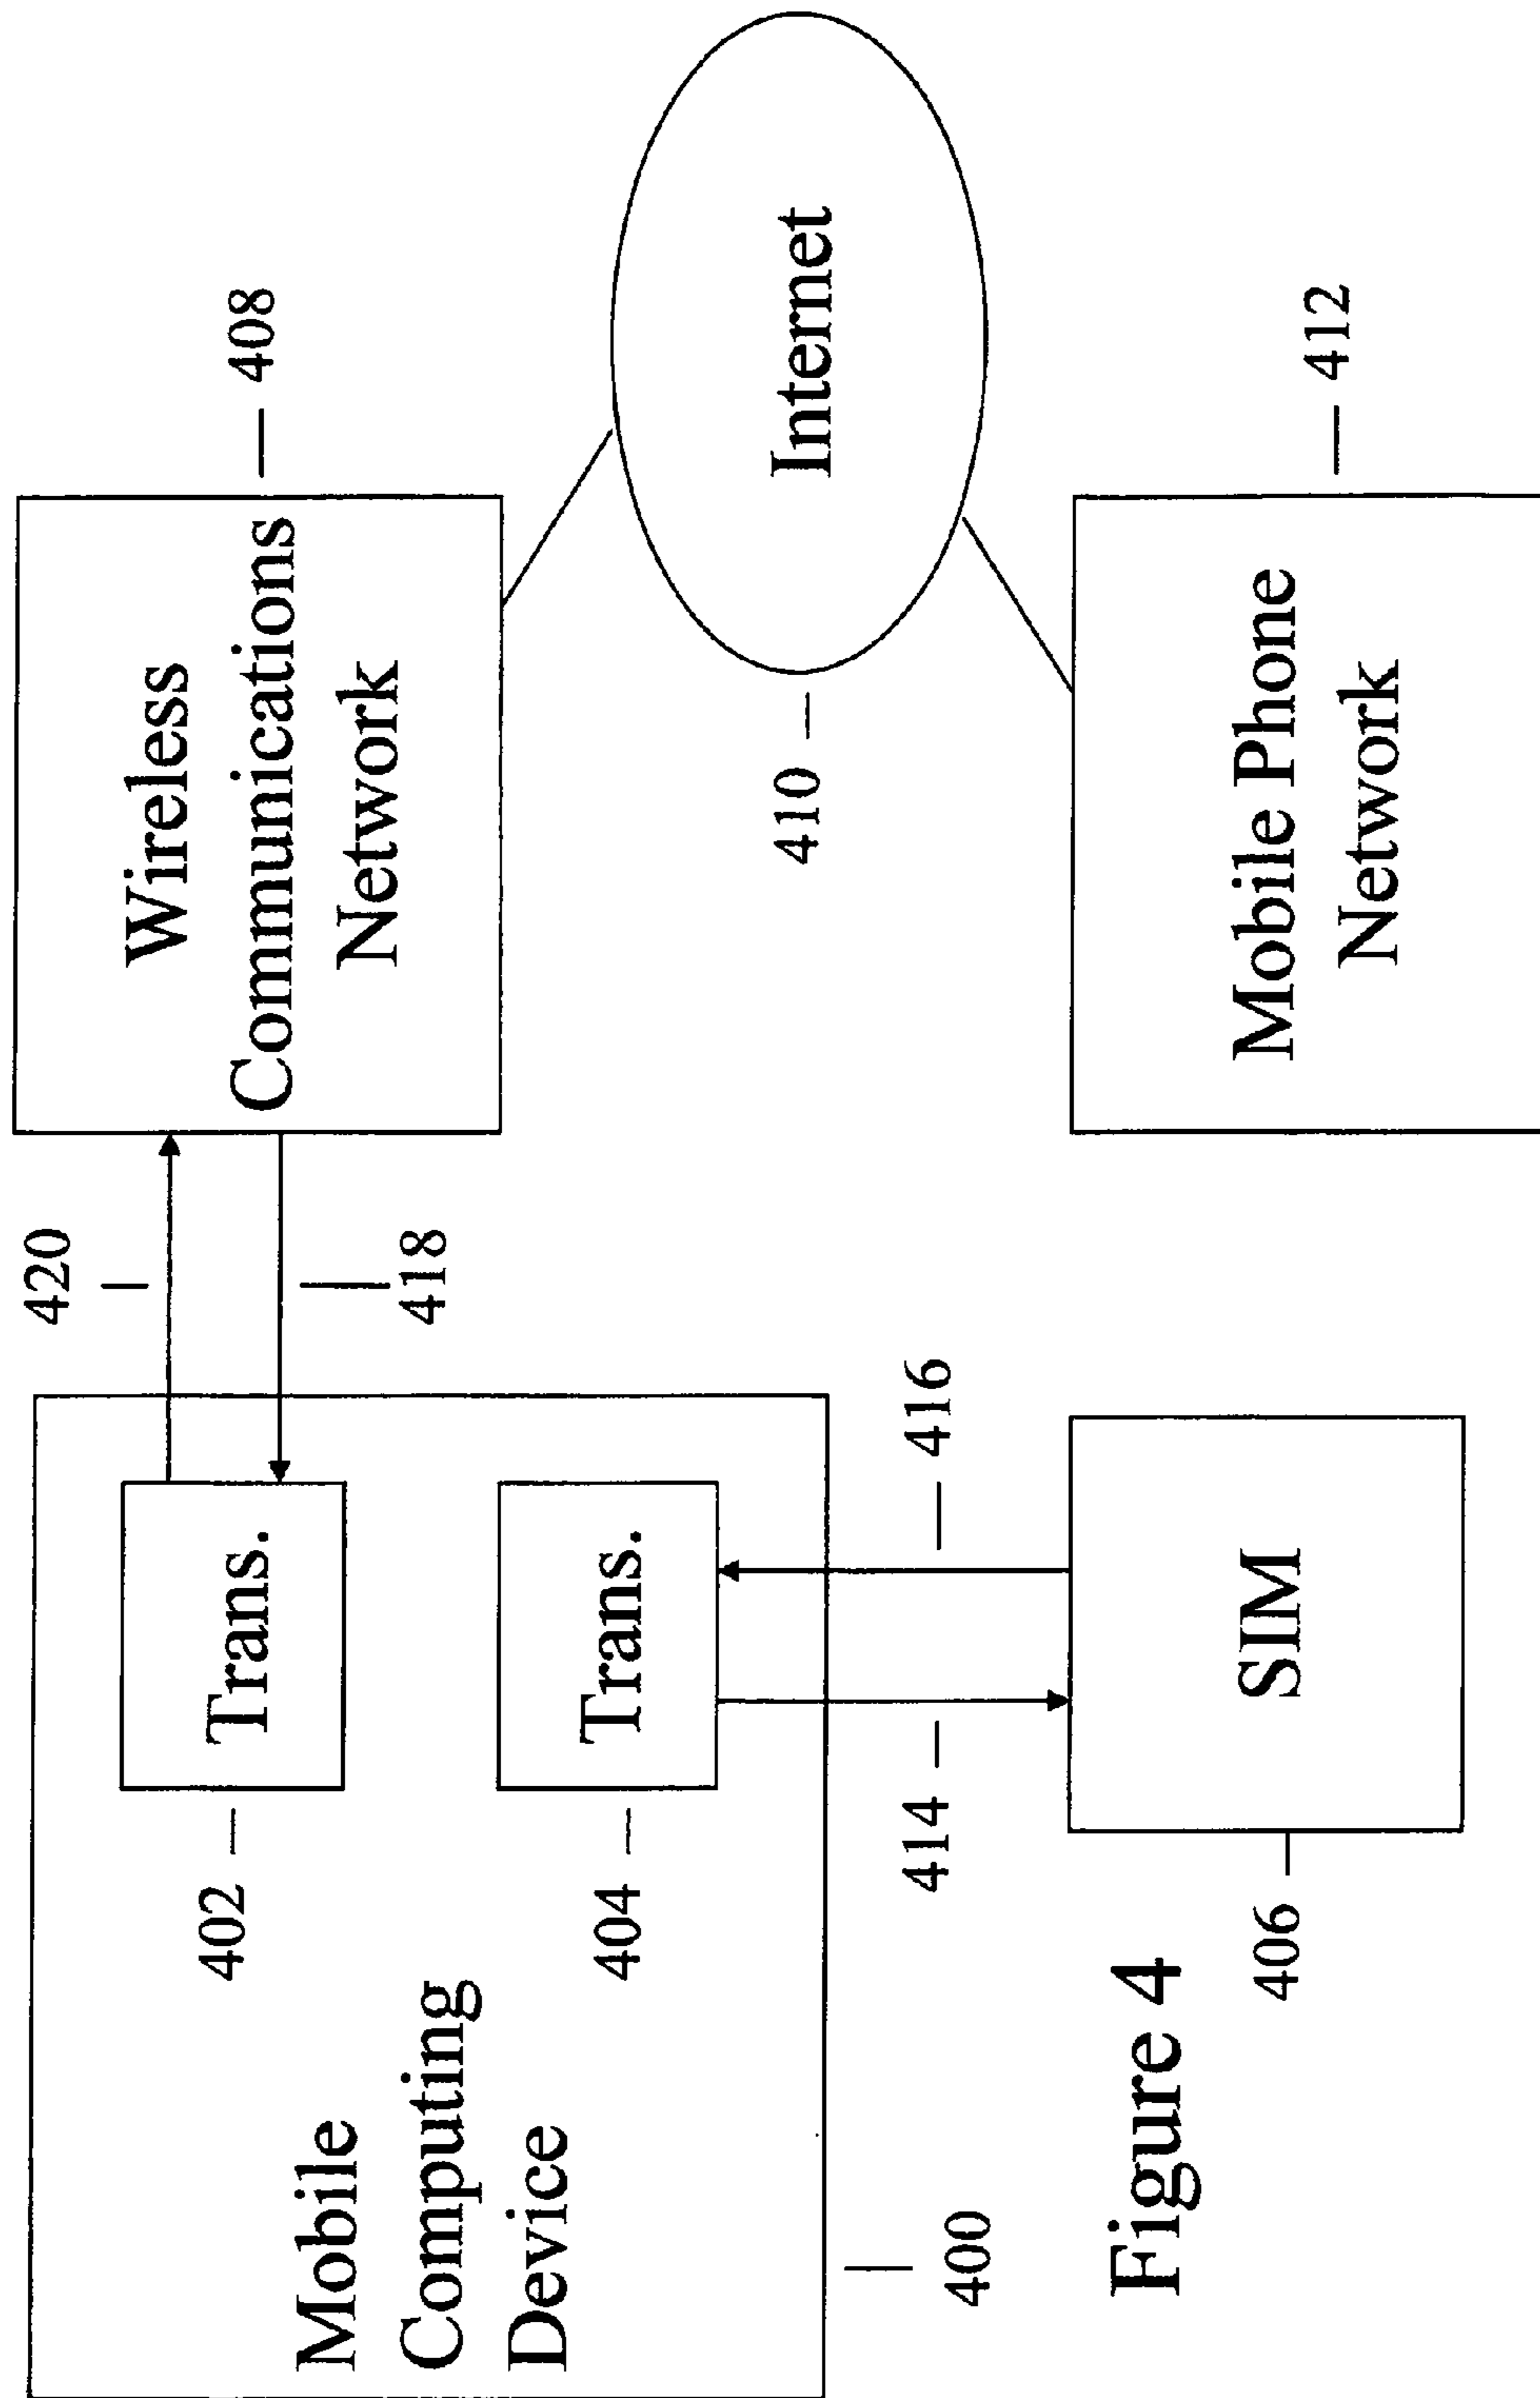 420
Wireless
Communications
Network
408
418
Mobile
Computing
Device
402
Trans.
404
Trans.
400
414
416
410
Internet
406
SIM
Mobile Phone
Network
412
Figure 4